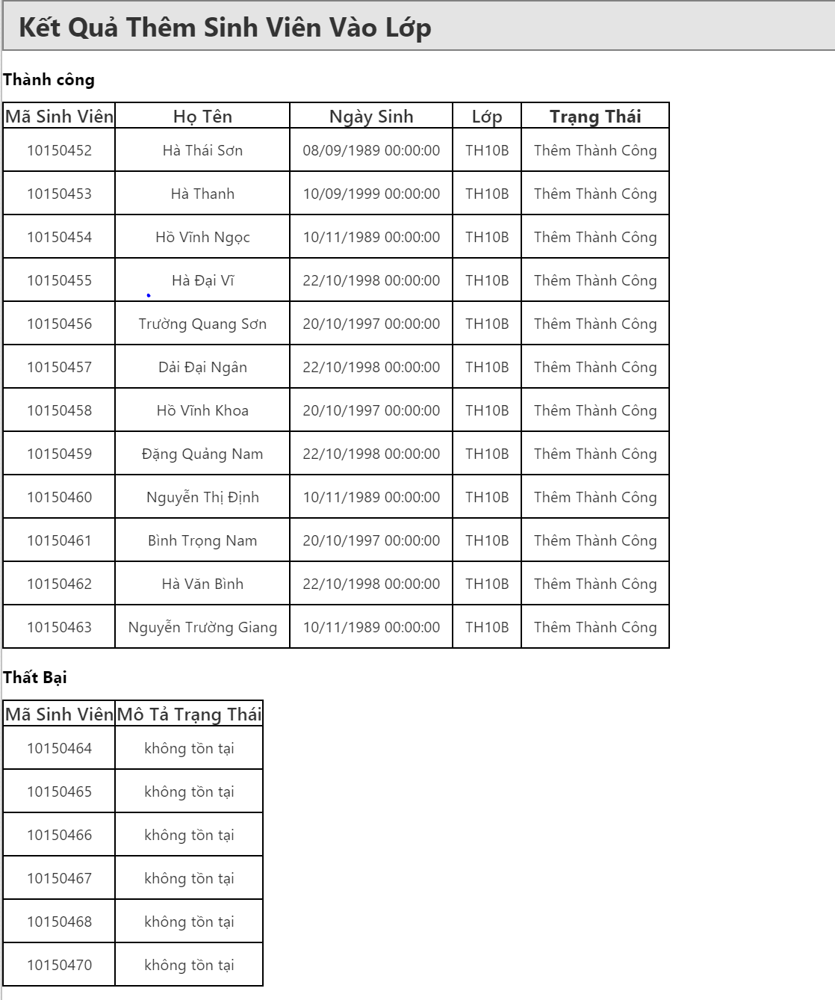 Kết Quả Thêm Sinh Viên Vào Lớp
Thành công
Mã Sinh Viên Họ Tên Ngày Sinh Lớp Trạng Thái
10150452 Hà Thái Sơn 08/09/1989 00:00:00 TH10B Thêm Thành Công
10150453 Hà Thanh 10/09/1999 00:00:00 TH10B Thêm Thành Công
10150454 Hồ Vĩnh Ngọc 10/11/1989 00:00:00 TH10B Thêm Thành Công
10150455 Hà Đại Vĩ 22/10/1998 00:00:00 TH10B Thêm Thành Công
10150456 Trường Quang Sơn 20/10/1997 00:00:00 TH10B Thêm Thành Công
10150457 Dải Đại Ngân 22/10/1998 00:00:00 TH10B Thêm Thành Công
10150458 Hồ Vĩnh Khoa 20/10/1997 00:00:00 TH10B Thêm Thành Công
10150459 Đặng Quảng Nam 22/10/1998 00:00:00 TH10B Thêm Thành Công
10150460 Nguyễn Thị Định 10/11/1989 00:00:00 TH10B Thêm Thành Công
10150461 Bình Trọng Nam 20/10/1997 00:00:00 TH10B Thêm Thành Công
10150462 Hà Văn Bình 22/10/1998 00:00:00 TH10B Thêm Thành Công
10150463 Nguyễn Trường Giang 10/11/1989 00:00:00 TH10B Thêm Thành Công
Thất Bại
Mã Sinh Viên Mô Tả Trạng Thái
10150464 không tồn tại
10150465 không tồn tại
10150466 không tồn tại
10150467 không tồn tại
10150468 không tồn tại
10150470 không tồn tại